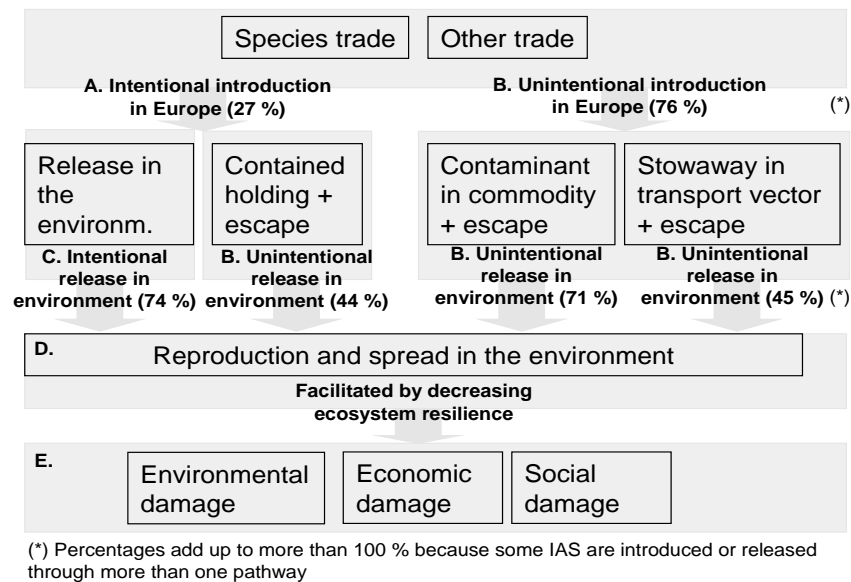 Species trade
Other trade
A. Intentional introduction
in Europe (27 %)
B. Unintentional introduction
in Europe (76 %)
(*)
Release in
the
environm.
Contained
holding +
escape
Contaminant
in commodity
+ escape
Stowaway in
transport vector
+ escape
C. Intentional
release in
environment (74 %)
B. Unintentional
release in
environment (44 %)
B. Unintentional
release in
environment (71 %)
B. Unintentional
release in
environment (45 %) (*)
D.
Reproduction and spread in the environment
Facilitated by decreasing
ecosystem resilience
E.
Environmental
damage
Economic
damage
Social
damage
(*) Percentages add up to more than 100 % because some IAS are introduced or released
through more than one pathway